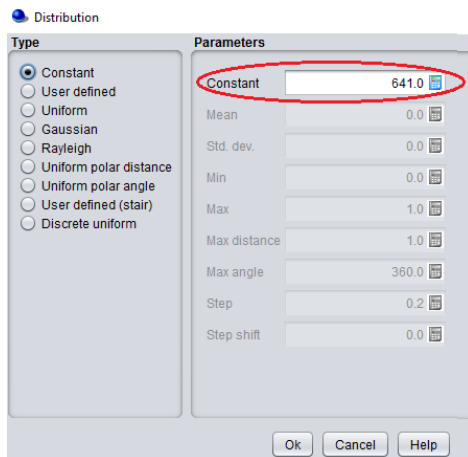 Distribution
Type
Constant
User defined
Uniform
Gaussian
Rayleigh
Uniform polar distance
Uniform polar angle
User defined (stair)
Discrete uniform
Parameters
Constant 641.0
Mean 0.0
Std. dev. 0.0
Min 0.0
Max 1.0
Max distance 1.0
Max angle 360.0
Step 0.2
Step shift 0.0
Ok Cancel Help